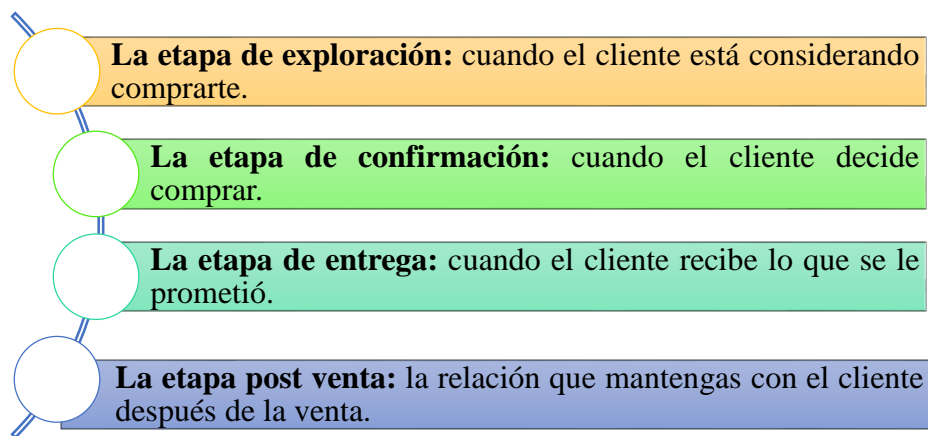 La etapa de exploración: cuando el cliente está considerando
comprarte.
La etapa de confirmación: cuando el cliente decide
comprar.
La etapa de entrega: cuando el cliente recibe lo que se le
prometió.
La etapa post venta: la relación que mantengas con el cliente
después de la venta.